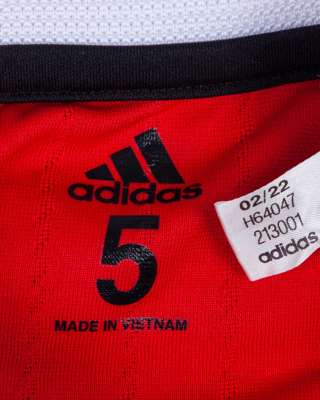 adidas
5
MADE IN VIETNAM
02/22
H64047
213001
adidas